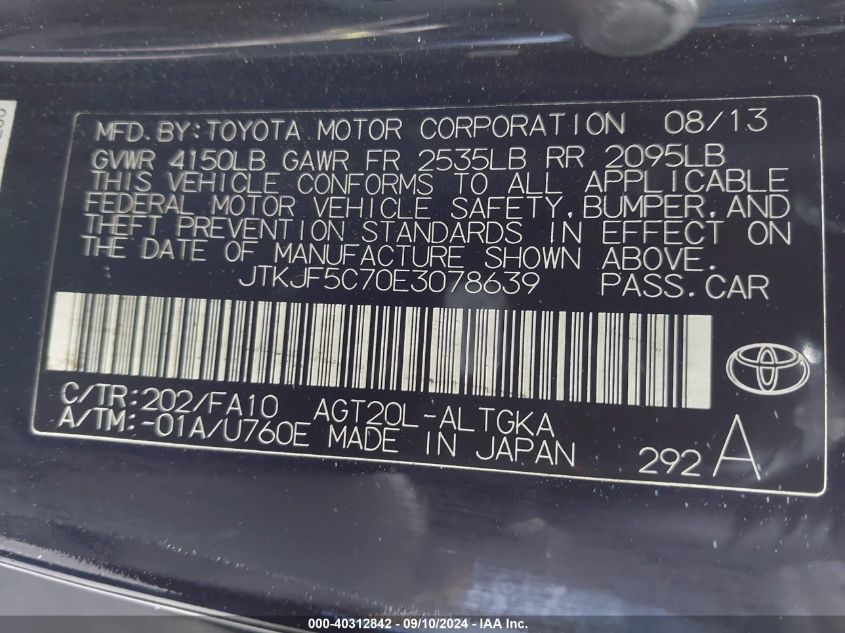 MFD.BY:TOYOTA MOTOR CORPORATION 08/13
GVWR 4150LB GAWR FR 2535LB RR 2095LB
THIS VEHICLE CONFORMS TO ALL APPLICABLE
FEDERAL MOTOR VEHICLE SAFETY,BUMPER,AND
THEFT PREVENTION STANDARDS IN EFFECT ON
THE DATE OF MANUFACTURE SHOWN ABOVE.
JTKJF5C70E3078639 PASS.CAR
C/TR:202/FA10 AGT20L-ALTGKA
A/TM:-01A/U760E MADE IN JAPAN 292 A
000-40312842 - 09/10/2024 - IAA Inc.